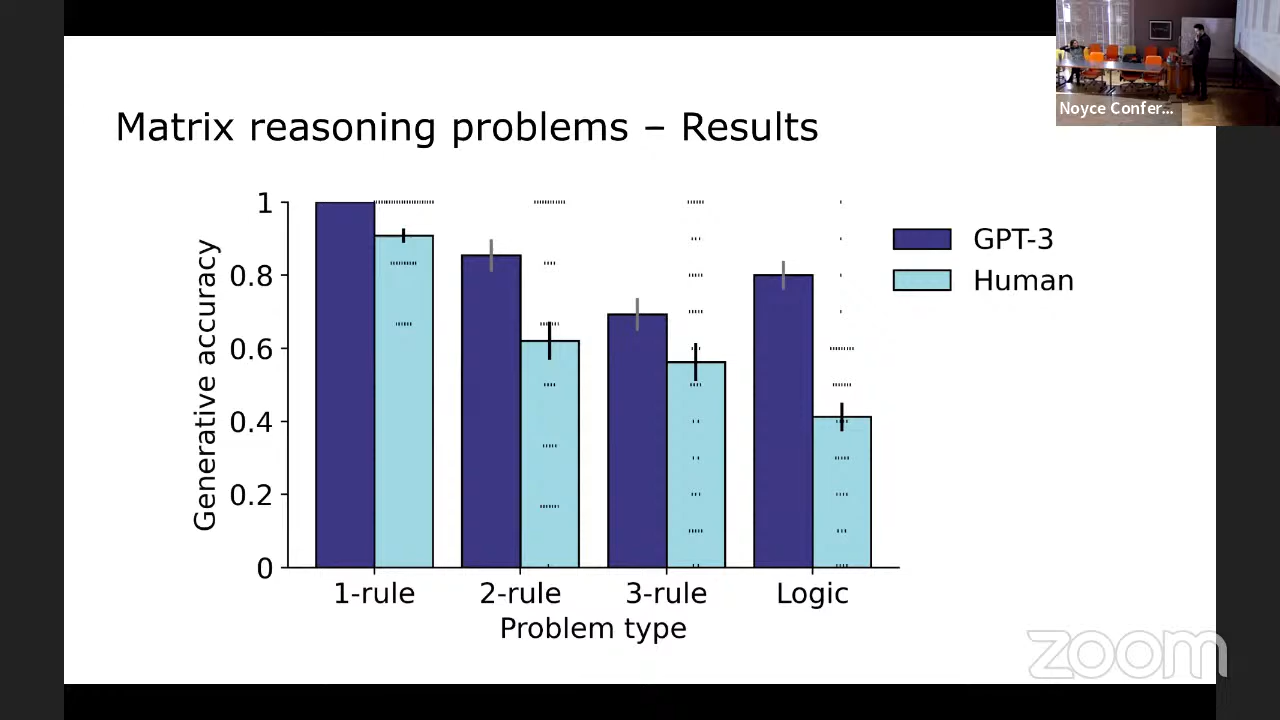 Noyce Confer...
Matrix reasoning problems – Results
1
0.8
0.6
0.4
0.2
0
Generative accuracy
GPT-3
Human
1-rule 2-rule 3-rule Logic
Problem type
zoom